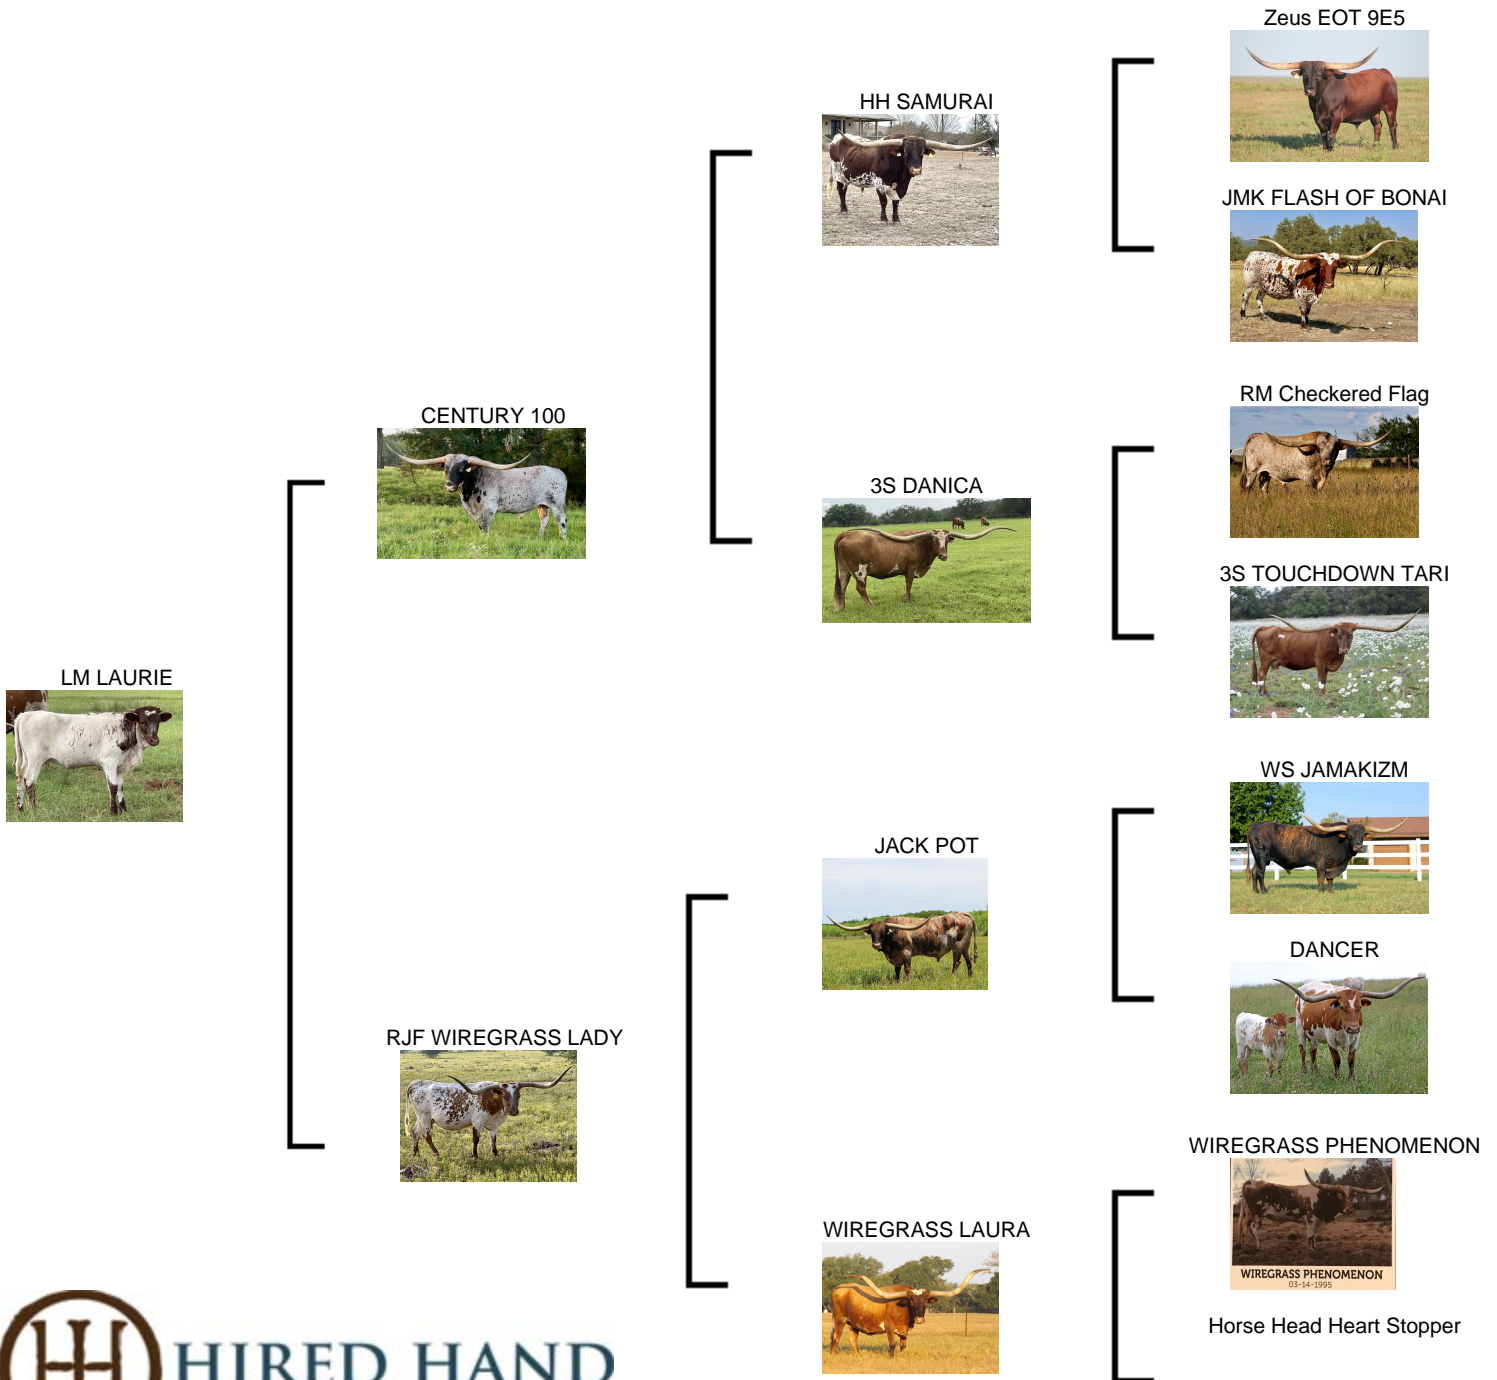 Zeus EOT 9E5
HH SAMURAI
JMK FLASH OF BONAI
RM Checkered Flag
CENTURY 100
3S DANICA
3S TOUCHDOWN TARI
LM LAURIE
WS JAMAKIZM
JACK POT
DANCER
RJF WIREGRASS LADY
WIREGRASS PHENOMENON
WIREGRASS LAURA
WIREGRASS PHENOMENON
03-14-1995
Horse Head Heart Stopper
HIRED HAND